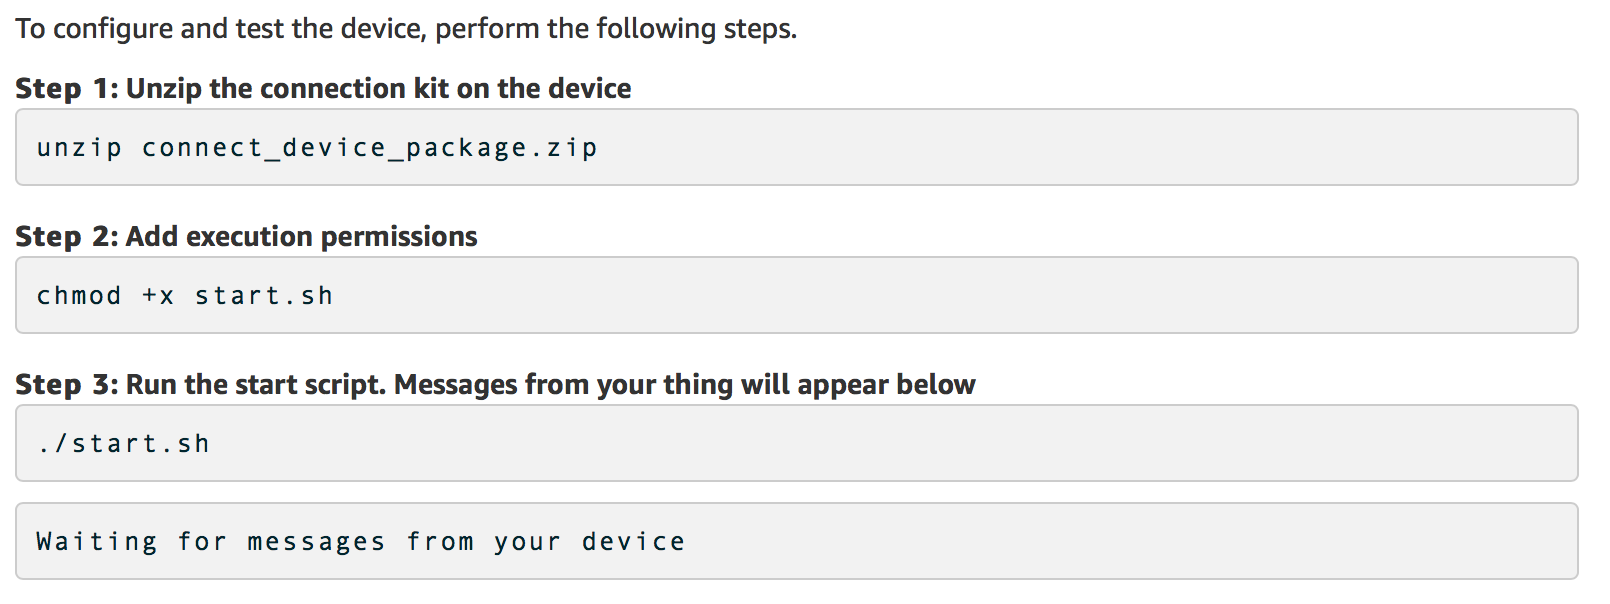 To configure and test the device, perform the following steps.
Step 1: Unzip the connection kit on the device
unzip connect_device_package.zip
Step 2: Add execution permissions
chmod +x start.sh
Step 3: Run the start script. Messages from your thing will appear below
./start.sh
Waiting for messages from your device